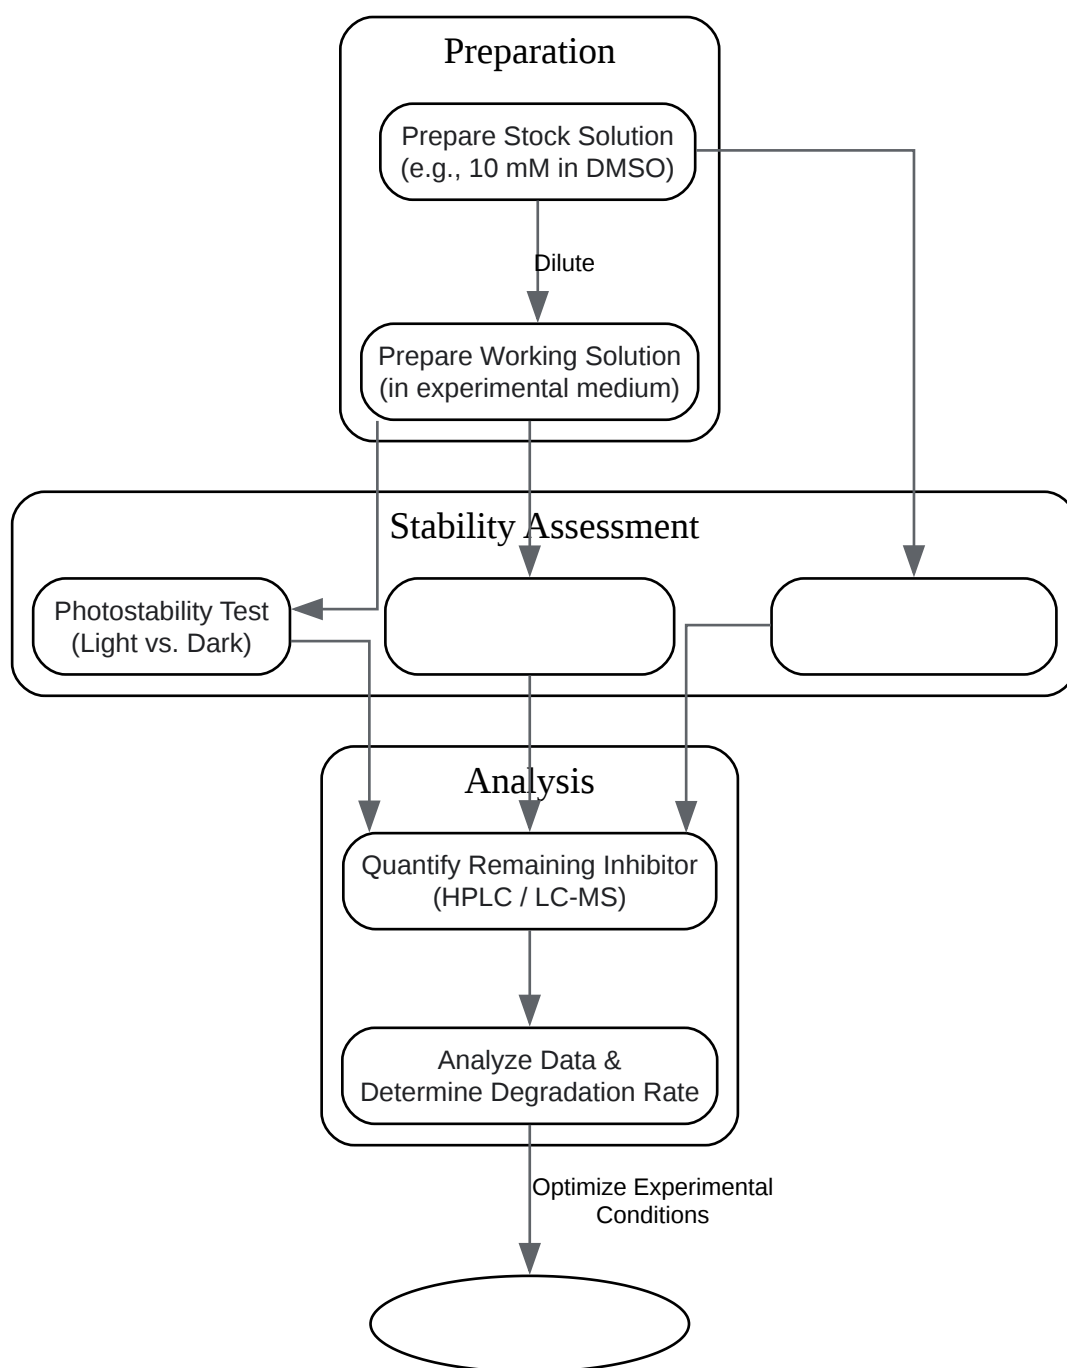 Preparation
Prepare Stock Solution
(e.g., 10 mM in DMSO)
Dilute
Prepare Working Solution
(in experimental medium)
Stability Assessment
Photostability Test
(Light vs. Dark)
Analysis
Quantify Remaining Inhibitor
(HPLC / LC-MS)
Analyze Data &
Determine Degradation Rate
Optimize Experimental
Conditions